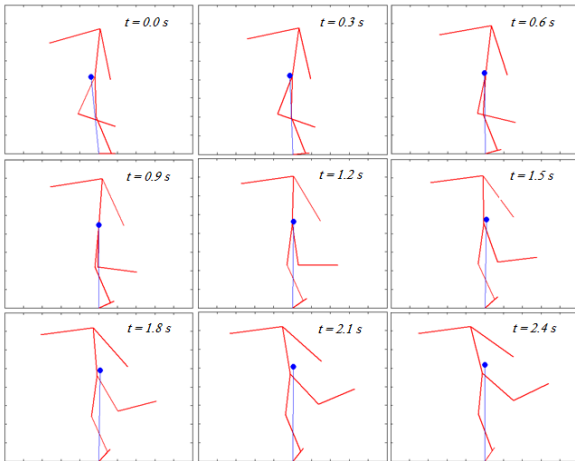 t = 0.0 s
t = 0.3 s
t = 0.6 s
t = 0.9 s
t = 1.2 s
t = 1.5 s
t = 1.8 s
t = 2.1 s
t = 2.4 s